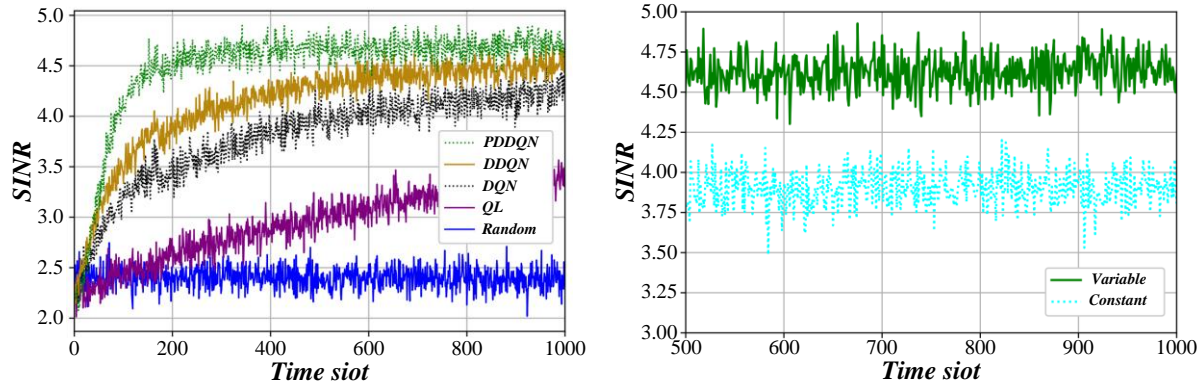 5.0
4.5
4.0
3.5
3.0
2.5
2.0
SINR
PDDQN
DDQN
DQN
QL
Random
0 200 400 600 800 1000
Time siot
5.00
4.75
4.50
4.25
4.00
3.75
3.50
3.25
3.00
SINR
Variable
Constant
500 600 700 800 900 1000
Time siot